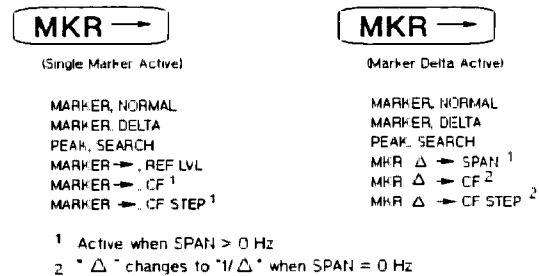 MKR →
(Single Marker Active)
MARKER, NORMAL
MARKER, DELTA
PEAK, SEARCH
MARKER →, REF LVL
MARKER →, CF 1
MARKER →, CF STEP 1
MKR →
(Marker Delta Active)
MARKER, NORMAL
MARKER, DELTA
PEAK, SEARCH
MKR Δ → SPAN 1
MKR Δ → CF 2
MKR Δ → CF STEP 2
1 Active when SPAN > 0 Hz
2 " Δ " changes to "1/ Δ " when SPAN = 0 Hz